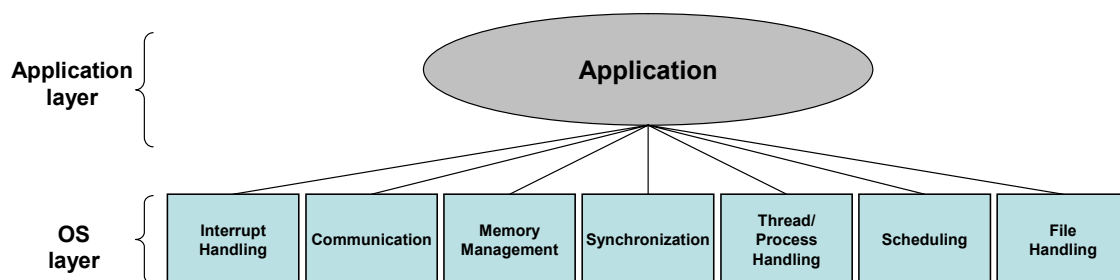 Application
layer
Application
OS
layer
Interrupt
Handling
Communication
Memory
Management
Synchronization
Thread/
Process
Handling
Scheduling
File
Handling